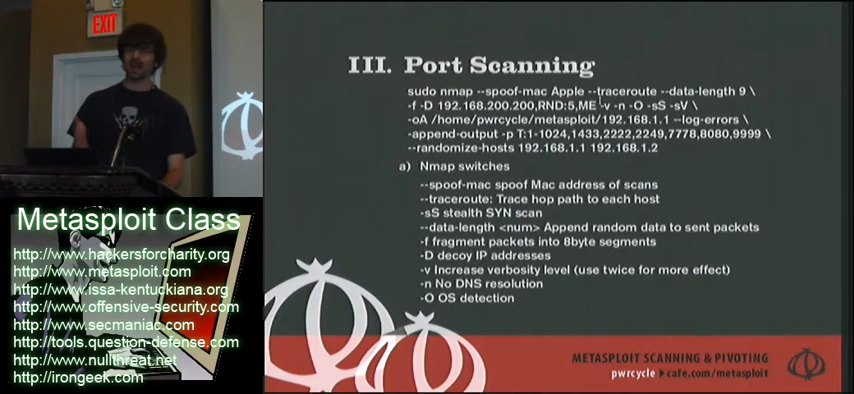 EXIT
III. Port Scanning
sudo nmap --spoof-mac Apple --traceroute --data-length 9 \
-f -D 192.168.200.200,RND:5,ME -v -n -O -sS -sV \
-oA /home/pwrcycle/metasploit/192.168.1.1 --log-errors \
-append-output -p T:1-1024,1433,2222,2249,7778,8080,9999 \
--randomize-hosts 192.168.1.1 192.168.1.2
a) Nmap switches
--spoof-mac spoof Mac address of scans
--traceroute: Trace hop path to each host
-sS stealth SYN scan
--data-length <num> Append random data to sent packets
-f fragment packets into 8byte segments
-D decoy IP addresses
-v Increase verbosity level (use twice for more effect)
-n No DNS resolution
-O OS detection
METASPLOIT SCANNING & PIVOTING
pwrcycle cafe.com/metasploit
Metasploit Class
http://www.hackersforcharity.org
http://www.metasploit.com
http://www.issa-kentuckiana.org
http://www.offensive-security.com
http://www.secmaniac.com
http://tools.question-defense.com
http://www.nullthreat.net
http://irongeek.com